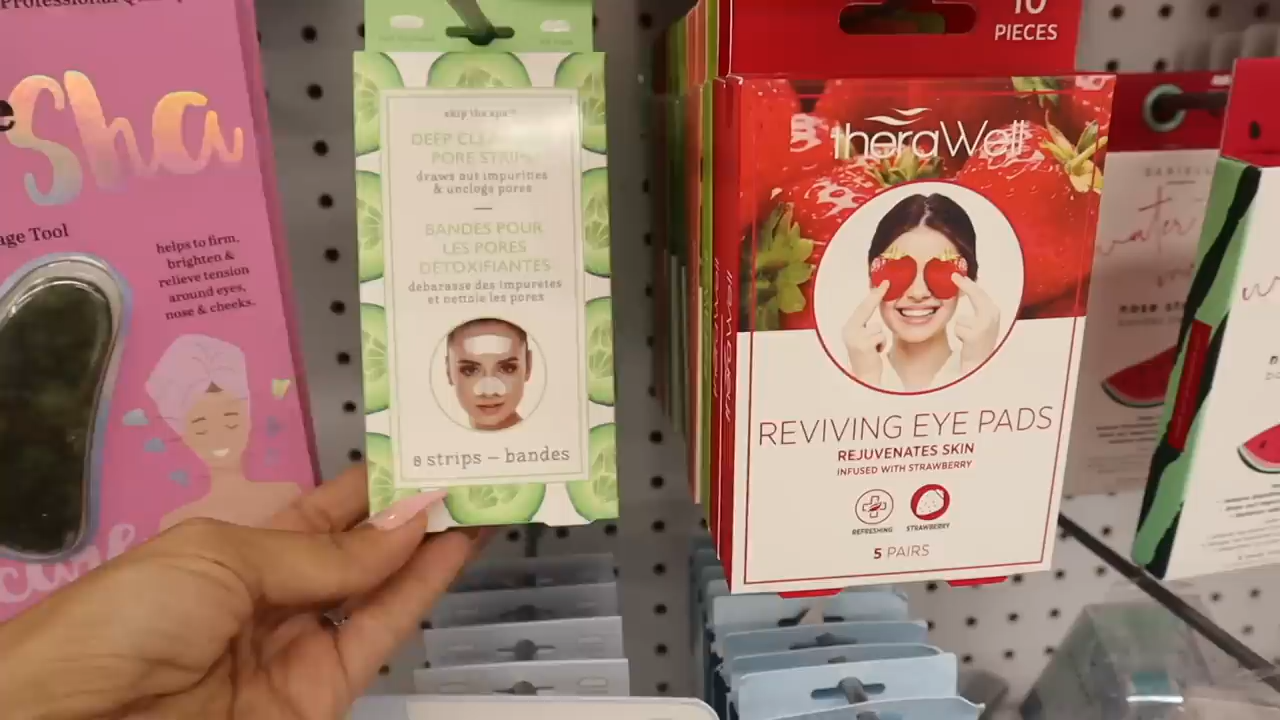 Sha
age Tool
helps to firm,
brighten &
relieve tension
around eyes,
nose & cheeks.
skip the spa
DEEP
PORE STRIPS
draws out impurities
& unclogs pores
BANDES POUR
LES PORES
DÉTOXIFIANTES
débarasse des impuretés
et nettoie les pores
8 strips – bandes
10
PIECES
theraWell
REVIVING EYE PADS
REJUVENATES SKIN
INFUSED WITH STRAWBERRY
REFRESHING
STRAWBERRY
5 PAIRS
nose